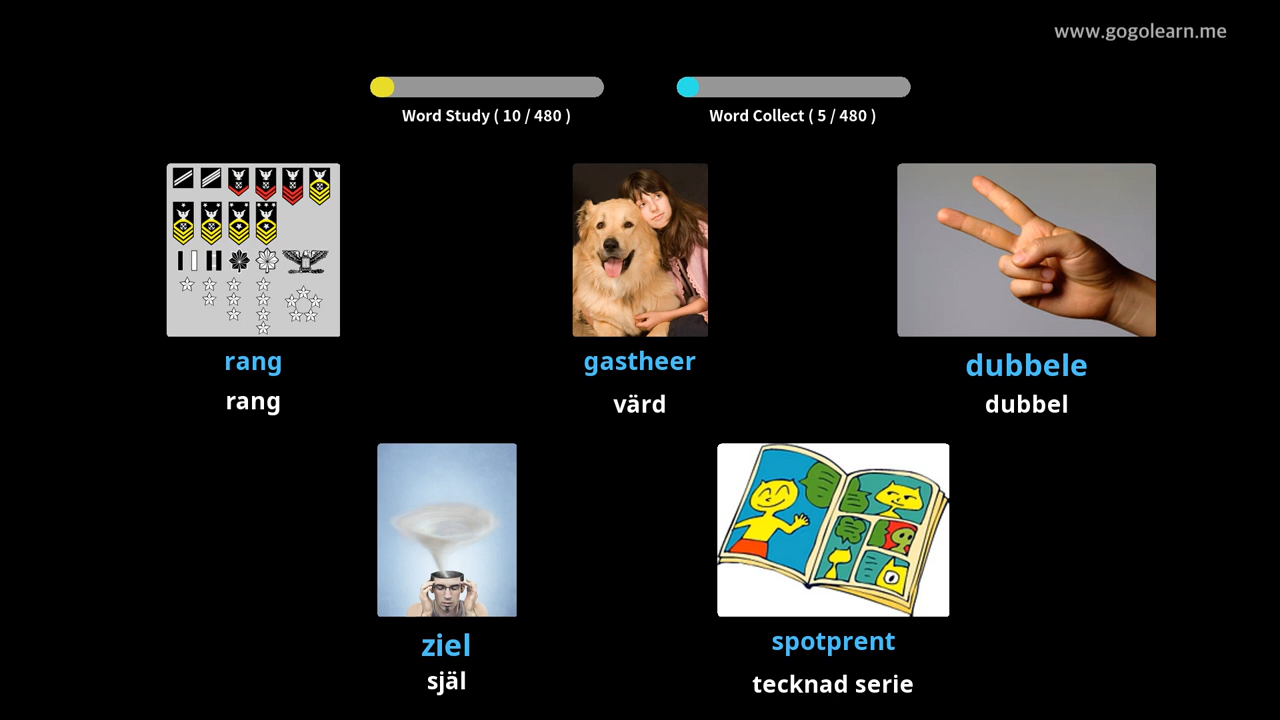 www.gogolearn.me
Word Study ( 10 / 480 )
Word Collect ( 5 / 480 )
rang
rang
gastheer
värd
dubbele
dubbel
ziel
själ
spotprent
tecknad serie